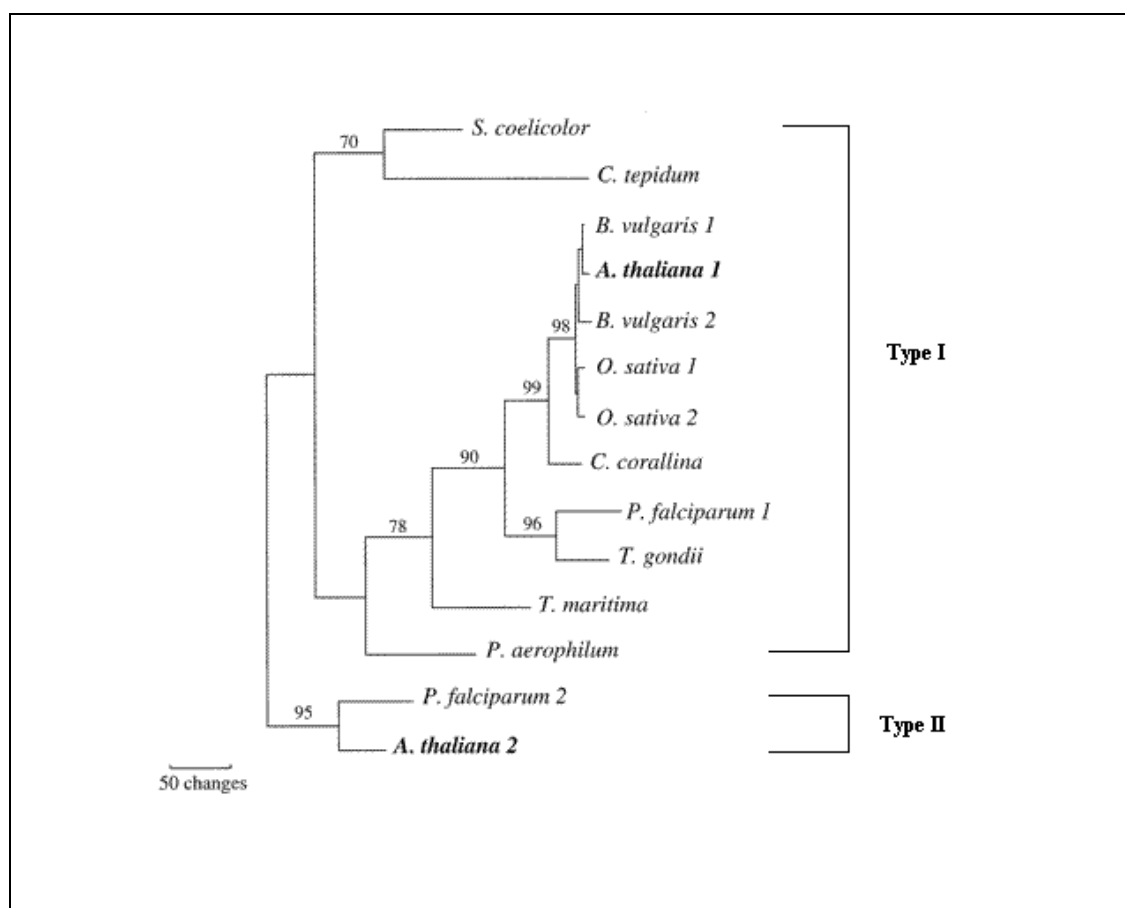 S. coelicolor
70
C. tepidum
B. vulgaris 1
A. thaliana 1
B. vulgaris 2
98
Type I
O. sativa 1
99
O. sativa 2
90
C. corallina
P. falciparum 1
96
78
T. gondii
T. maritima
P. aerophilum
P. falciparum 2
95
Type II
A. thaliana 2
50 changes